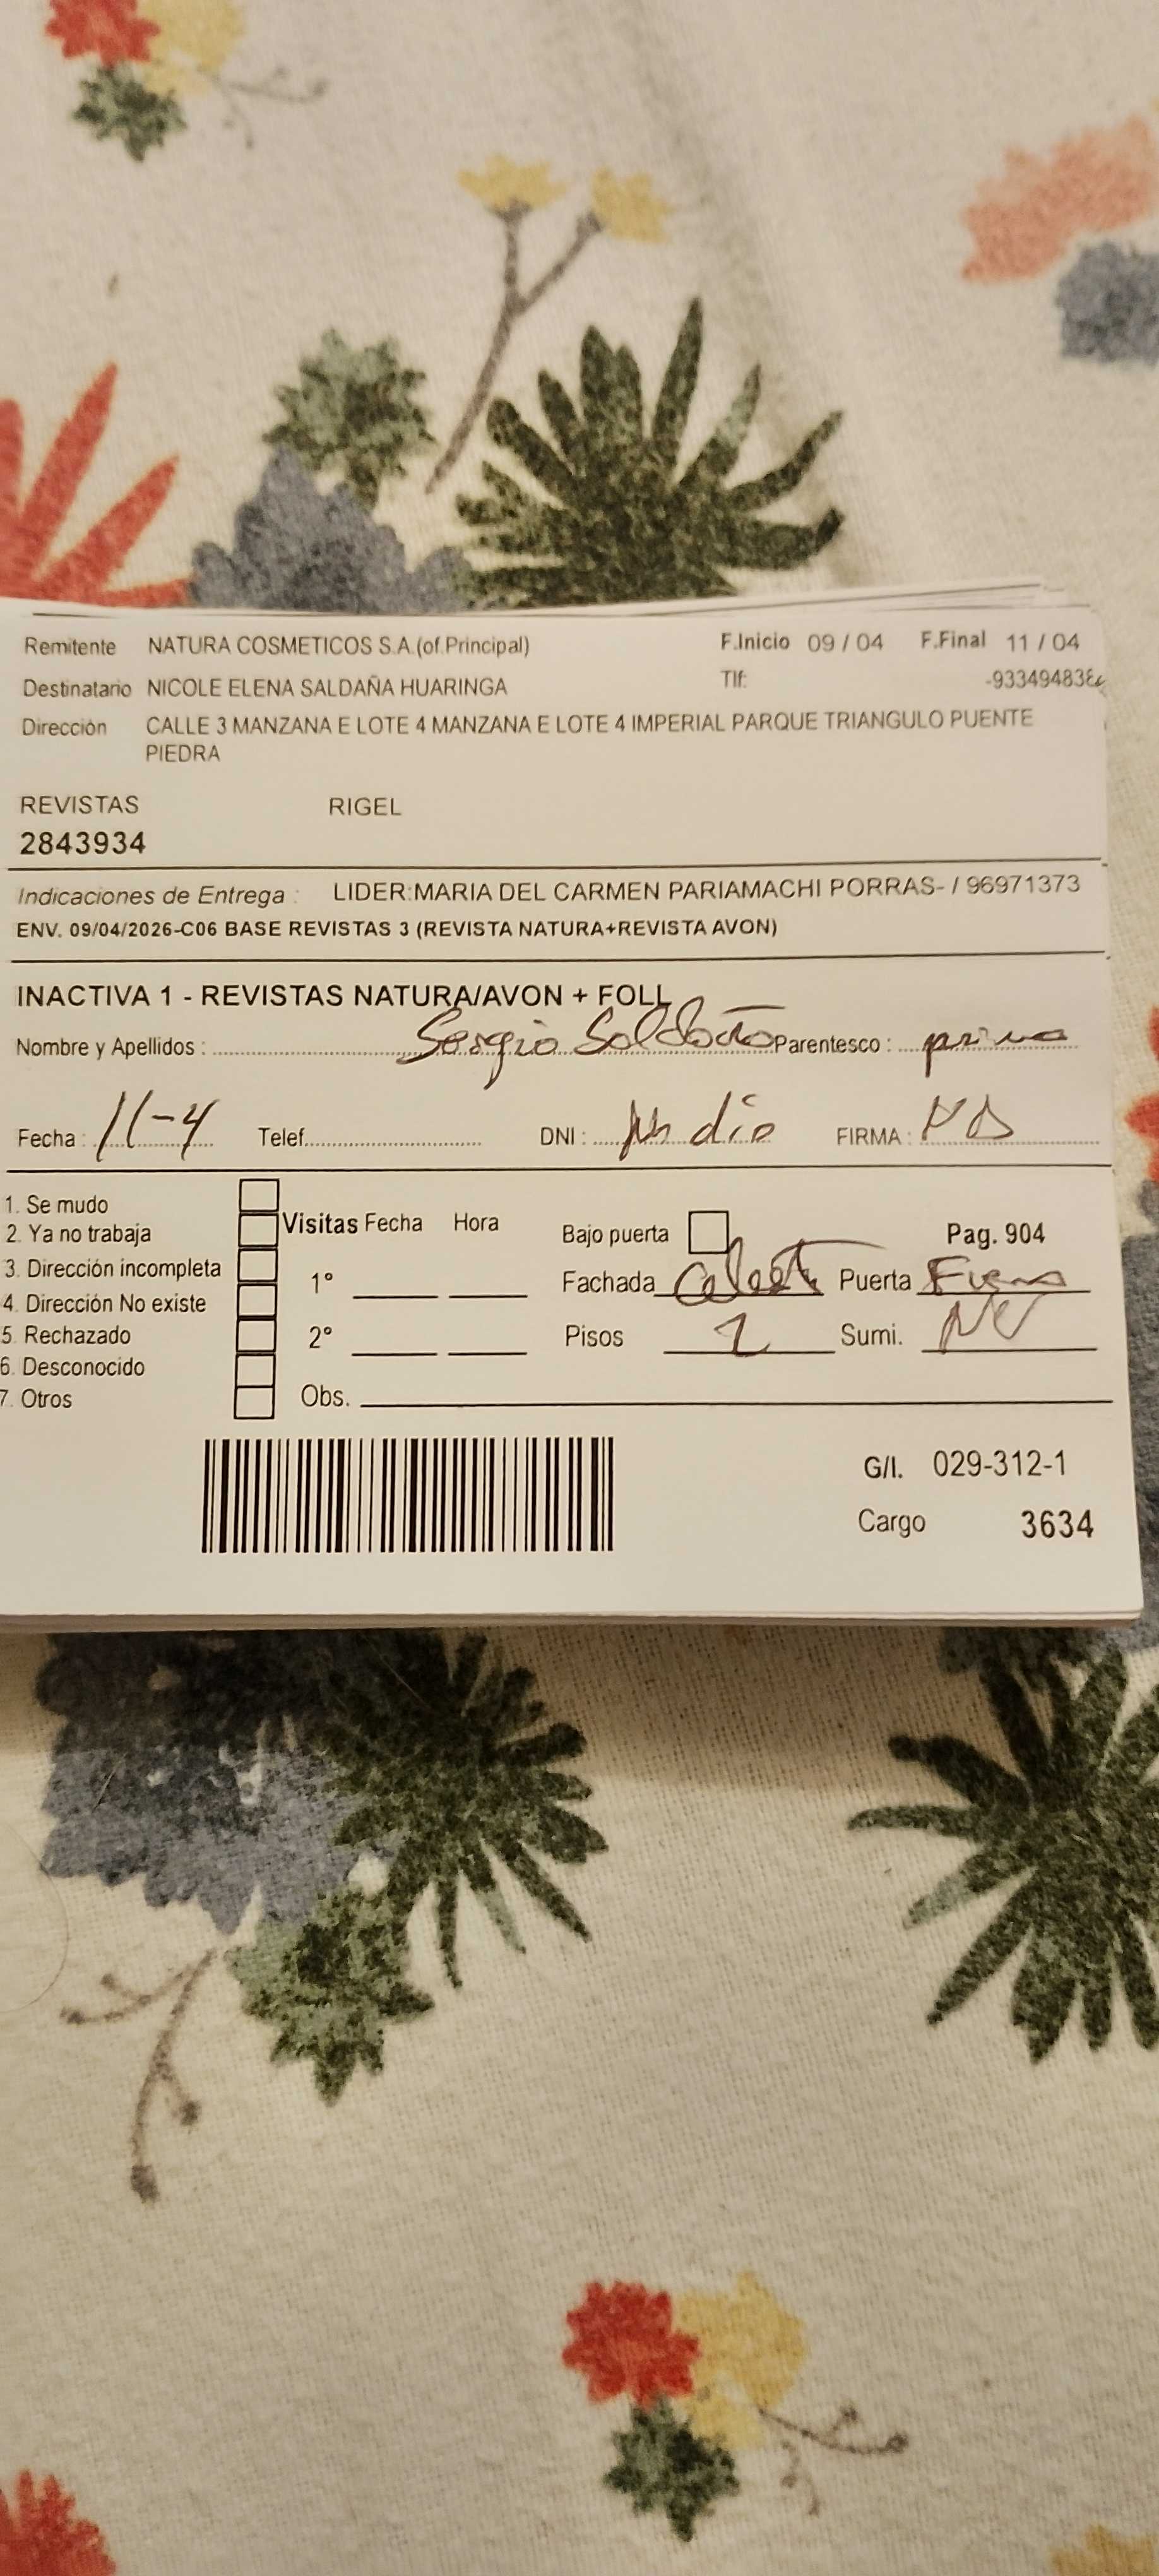 Remitente NATURA COSMETICOS S.A.(of.Principal) F.Inicio 09 / 04 F.Final 11 / 04
Destinatario NICOLE ELENA SALDAÑA HUARINGA Tlf: -93349483
Dirección CALLE 3 MANZANA E LOTE 4 MANZANA E LOTE 4 IMPERIAL PARQUE TRIANGULO PUENTE
PIEDRA
REVISTAS RIGEL
2843934
Indicaciones de Entrega : LIDER:MARIA DEL CARMEN PARIAMACHI PORRAS- / 96971373
ENV. 09/04/2026-C06 BASE REVISTAS 3 (REVISTA NATURA+REVISTA AVON)
INACTIVA 1 - REVISTAS NATURA/AVON + FOLL
Nombre y Apellidos : Sergio Saldaña Parentesco : primo
Fecha : 11-4 Telef. DNI : no dio FIRMA :
1. Se mudo
2. Ya no trabaja Visitas Fecha Hora Bajo puerta Pag. 904
3. Dirección incompleta 1° Fachada Celeste Puerta Fierro
4. Dirección No existe
5. Rechazado 2° Pisos 1 Sumi. NV
6. Desconocido
7. Otros Obs.
G/I. 029-312-1
Cargo 3634